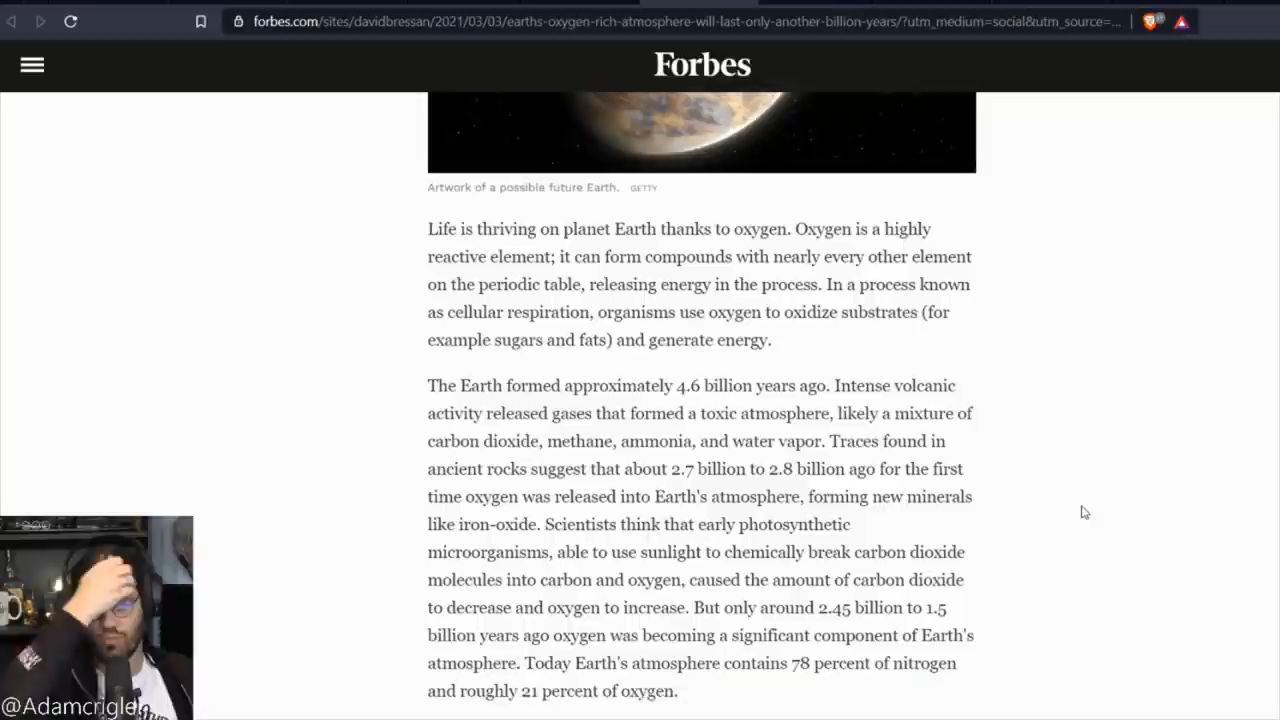 forbes.com/sites/davidbressan/2021/03/03/earths-oxygen-rich-atmosphere-will-last-only-another-billion-years/?utm_medium=social&utm_source=...
Forbes
Artwork of a possible future Earth. GETTY
Life is thriving on planet Earth thanks to oxygen. Oxygen is a highly
reactive element; it can form compounds with nearly every other element
on the periodic table, releasing energy in the process. In a process known
as cellular respiration, organisms use oxygen to oxidize substrates (for
example sugars and fats) and generate energy.
The Earth formed approximately 4.6 billion years ago. Intense volcanic
activity released gases that formed a toxic atmosphere, likely a mixture of
carbon dioxide, methane, ammonia, and water vapor. Traces found in
ancient rocks suggest that about 2.7 billion to 2.8 billion ago for the first
time oxygen was released into Earth's atmosphere, forming new minerals
like iron-oxide. Scientists think that early photosynthetic
microorganisms, able to use sunlight to chemically break carbon dioxide
molecules into carbon and oxygen, caused the amount of carbon dioxide
to decrease and oxygen to increase. But only around 2.45 billion to 1.5
billion years ago oxygen was becoming a significant component of Earth's
atmosphere. Today Earth's atmosphere contains 78 percent of nitrogen
and roughly 21 percent of oxygen.
@Adamcrigler